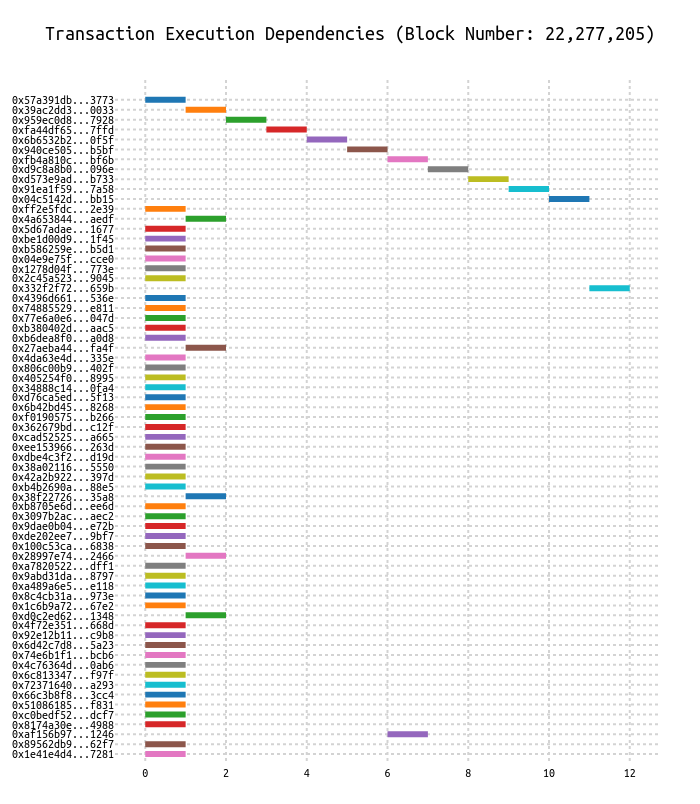 Transaction Execution Dependencies (Block Number: 22,277,205)
0x57a391db...3773
0x39ac2dd3...0033
0x959ec0d8...7928
0xfa44df65...7ffd
0x6b6532b2...0f5f
0x940ce505...b5bf
0xfb4a810c...bf6b
0xd9c8a8b0...096e
0xd573e9ad...b733
0x91ea1f59...7a58
0x04c5142d...bb15
0xff2e5fdc...2e39
0x4a653844...aedf
0x5d67adae...1677
0xbe1d00d9...1f45
0xb586259e...b5d1
0x04e9e75f...cce0
0x1278d04f...773e
0x2c45a523...9045
0x332f2f72...659b
0x4396d661...536e
0x74885529...e811
0x77e6a0e6...047d
0xb380402d...aac5
0xb6dea8f0...a0d8
0x27aeba44...fa4f
0x4da63e4d...335e
0x806c00b9...402f
0x405254f0...8995
0x34888c14...0fa4
0xd76ca5ed...5f13
0x6b42bd45...8268
0xf0190575...b266
0x362679bd...c12f
0xcad52525...a665
0xee153966...263d
0xdbe4c3f2...d19d
0x38a02116...5550
0x42a2b922...397d
0xb4b2690a...88e5
0x38f22726...35a8
0xb8705e6d...ee6d
0x3097b2ac...aec2
0x9dae0b04...e72b
0xde202ee7...9bf7
0x100c53ca...6838
0x28997e74...2466
0xa7820522...dff1
0x9abd31da...8797
0xa489a6e5...e118
0x8c4cb31a...973e
0x1c6b9a72...67e2
0xd0c2ed62...1348
0x4f72e351...668d
0x92e12b11...c9b8
0x6d42c7d8...5a23
0x74e6b1f1...bcb6
0x4c76364d...0ab6
0x6c813347...f97f
0x72371640...a293
0x66c3b8f8...3cc4
0x51086185...f831
0xc0bedf52...dcf7
0x8174a30e...4988
0xaf156b97...1246
0x89562db9...62f7
0x1e41e4d4...7281
0 2 4 6 8 10 12